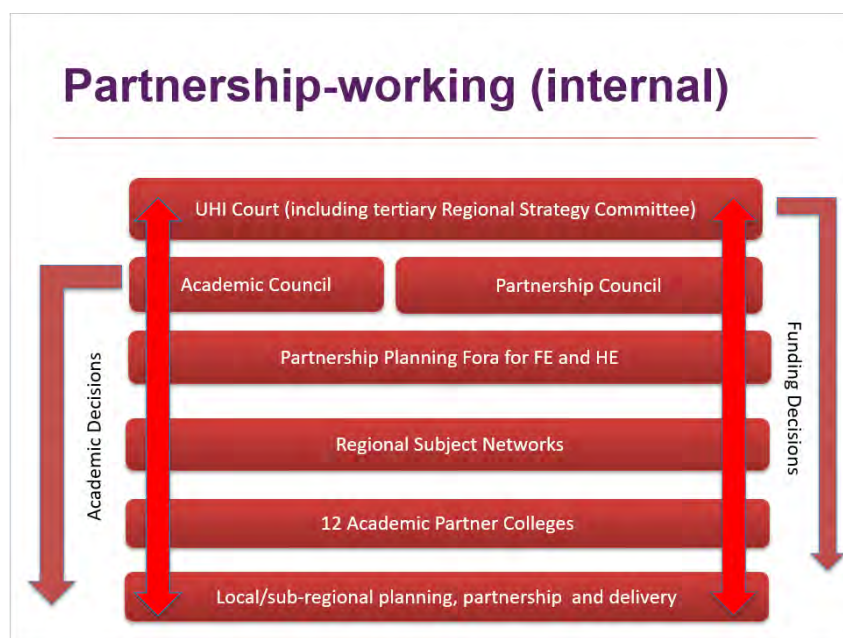 Partnership-working (internal)
UHI Court (including tertiary Regional Strategy Committee)
Academic Council
Partnership Council
Partnership Planning Fora for FE and HE
Regional Subject Networks
12 Academic Partner Colleges
Local/sub-regional planning, partnership and delivery
Academic Decisions
Funding Decisions